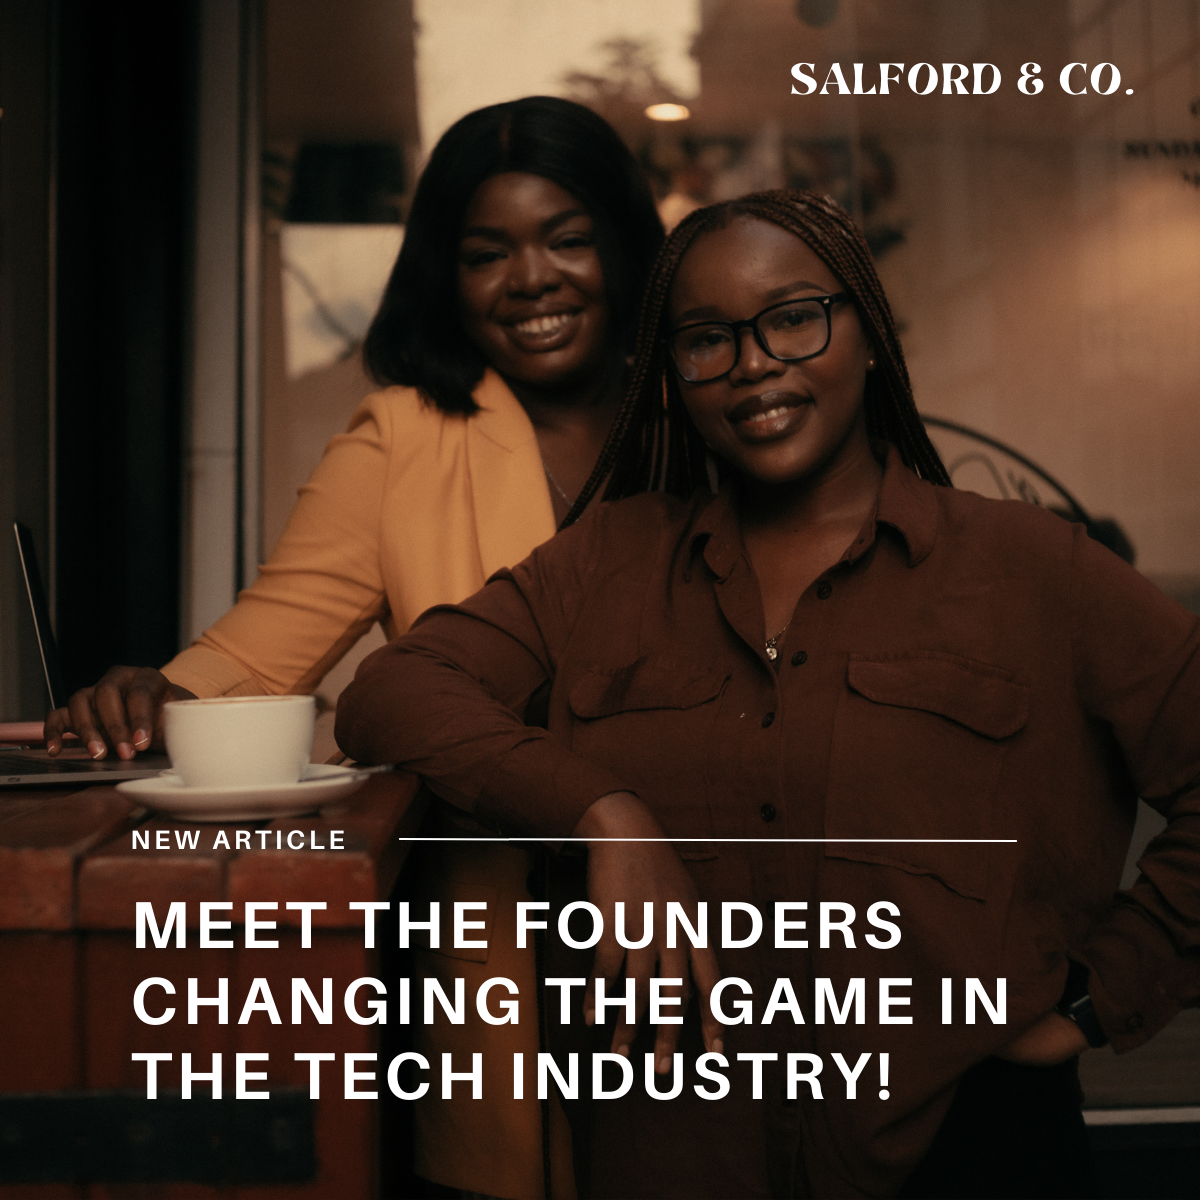 SALFORD & CO.
NEW ARTICLE
MEET THE FOUNDERS
CHANGING THE GAME IN
THE TECH INDUSTRY!